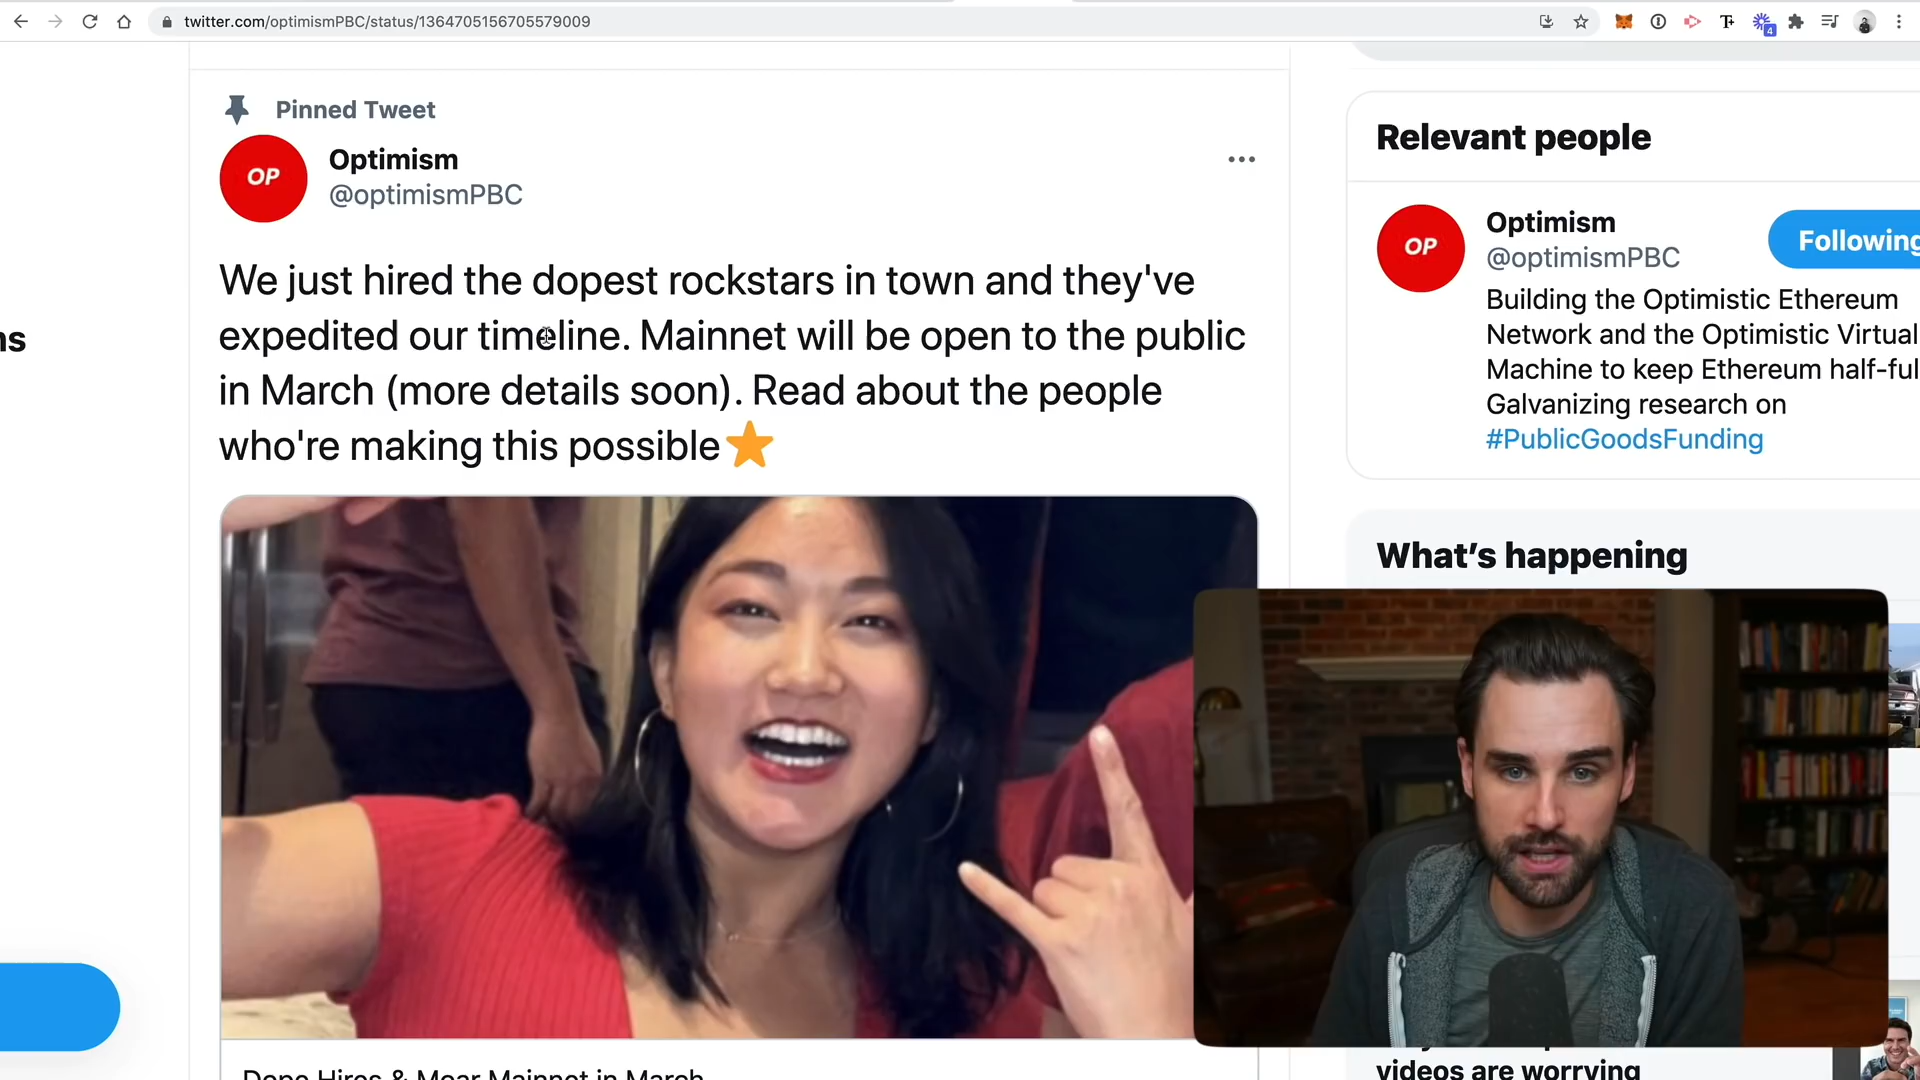 twitter.com/optimismPBC/status/1364705156705579009
4
Pinned Tweet
OP
Optimism
@optimismPBC
We just hired the dopest rockstars in town and they've
expedited our timeline. Mainnet will be open to the public
in March (more details soon). Read about the people
who're making this possible
Dope Hires & Moar Mainnet in March
ns
Relevant people
OP
Optimism
@optimismPBC
Following
Building the Optimistic Ethereum
Network and the Optimistic Virtual
Machine to keep Ethereum half-ful
Galvanizing research on
#PublicGoodsFunding
What's happening
videos are worrying